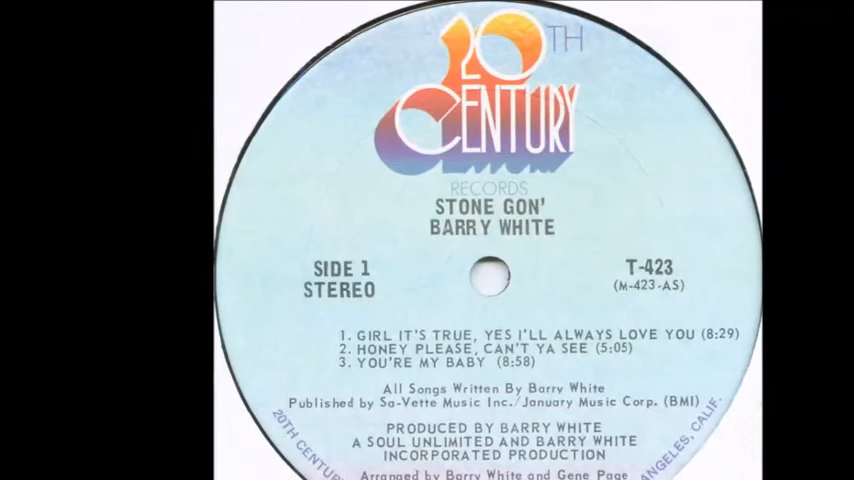 20TH
CENTURY
RECORDS
STONE GON'
BARRY WHITE
SIDE 1
STEREO
T-423
(M-423-AS)
1. GIRL IT'S TRUE, YES I'LL ALWAYS LOVE YOU (8:29)
2. HONEY PLEASE, CAN'T YA SEE (5:05)
3. YOU'RE MY BABY (8:58)
All Songs Written By Barry White
Published by Sa-Vette Music Inc./January Music Corp. (BMI)
PRODUCED BY BARRY WHITE
A SOUL UNLIMITED AND BARRY WHITE
INCORPORATED PRODUCTION
Arranged by Barry White and Gene Page
20TH CENTURY
ANGELES, CALIF.